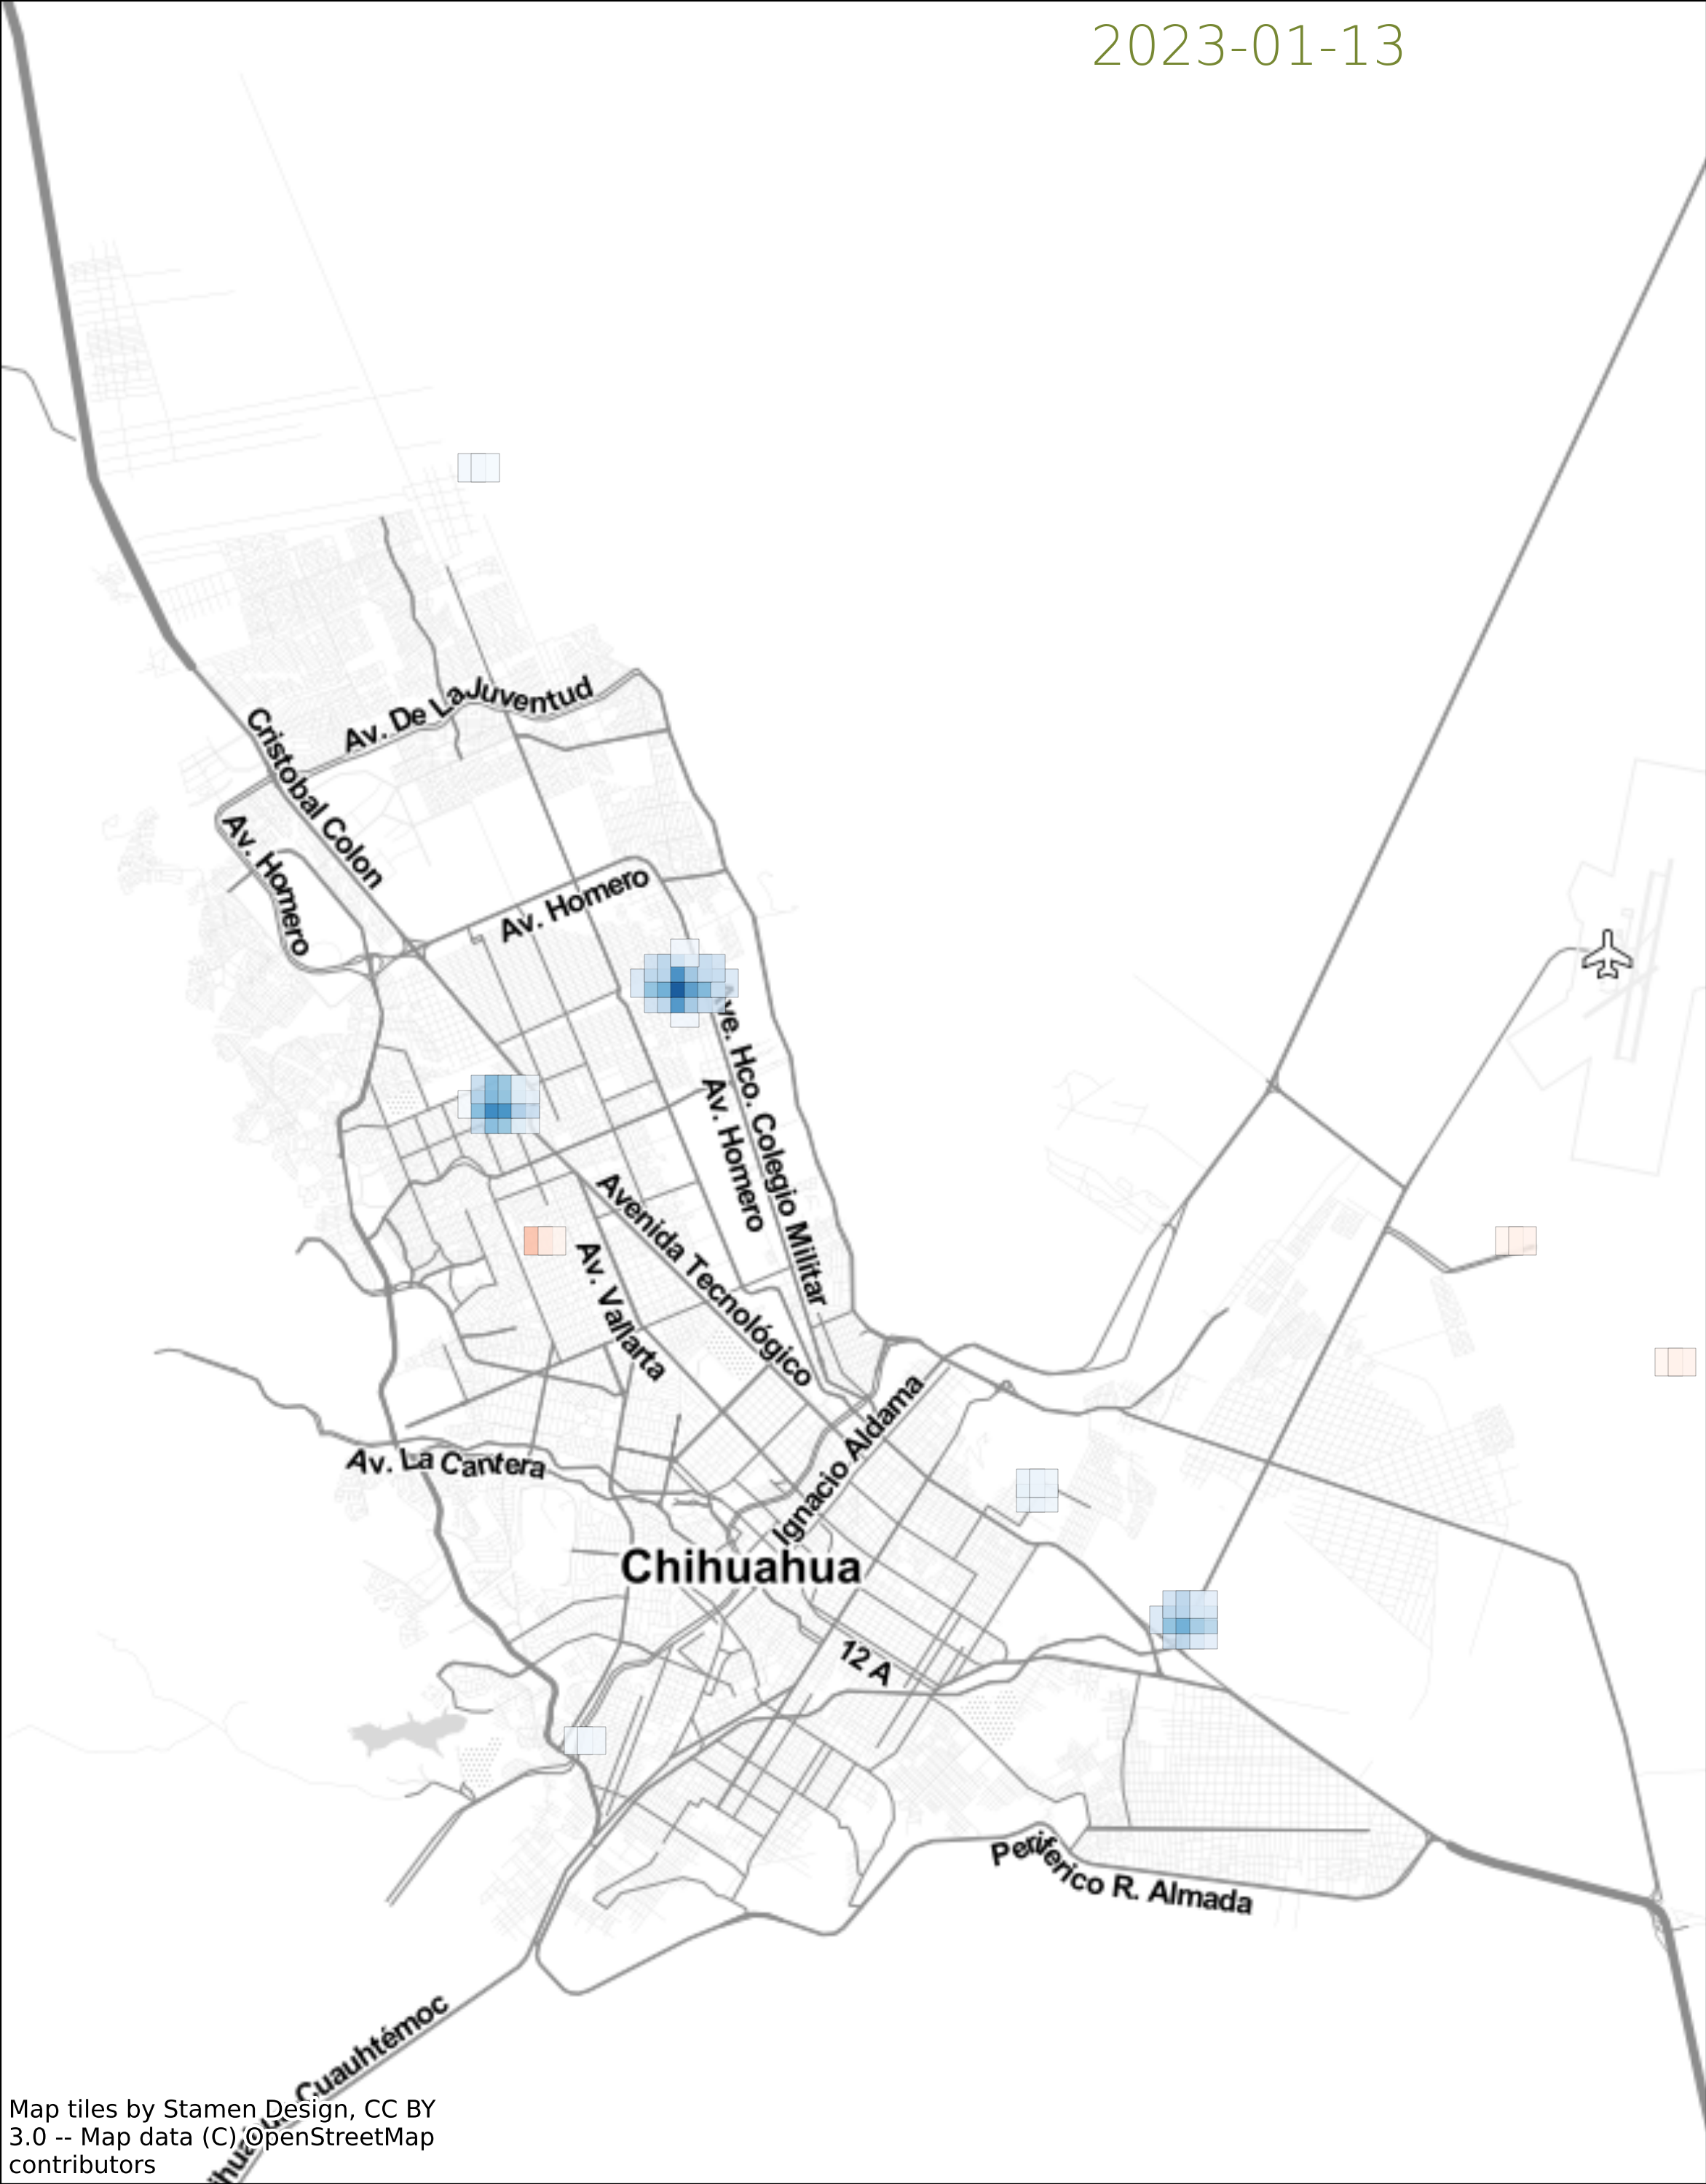 2023-01-13
Av. De La Juventud
Cristobal Colon
Av. Homero
Av. Homero
Ave. Hco. Colegio Militar
Av. Homero
Avenida Tecnológico
Av. Vallarta
Ignacio Aldama
Av. La Cantera
Chihuahua
12 A
Periferico R. Almada
Cuauhtémoc
Map tiles by Stamen Design, CC BY
3.0 -- Map data (C) OpenStreetMap
contributors